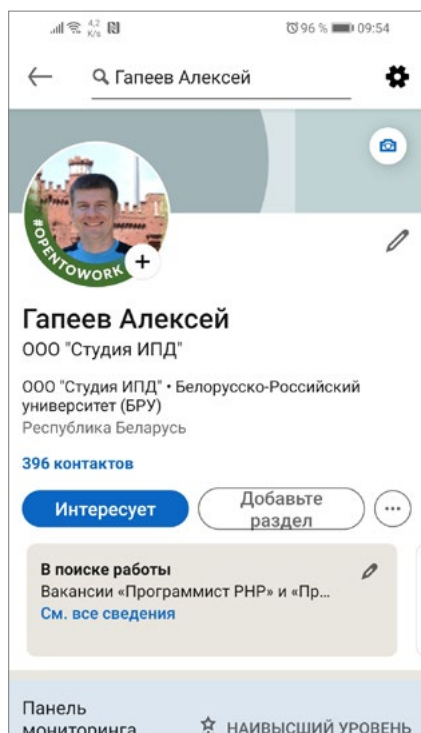 4,2
K/s
96 % 09:54
Гапеев Алексей
#OPENTOWORK
+
Гапеев Алексей
ООО "Студия ИПД"
ООО "Студия ИПД" • Белорусско-Российский
университет (БРУ)
Республика Беларусь
396 контактов
Интересует
Добавьте
раздел
...
В поиске работы
Вакансии «Программист PHP» и «Пр...
См. все сведения
Панель
мониторинга
НАИВЫСШИЙ УРОВЕНЬ